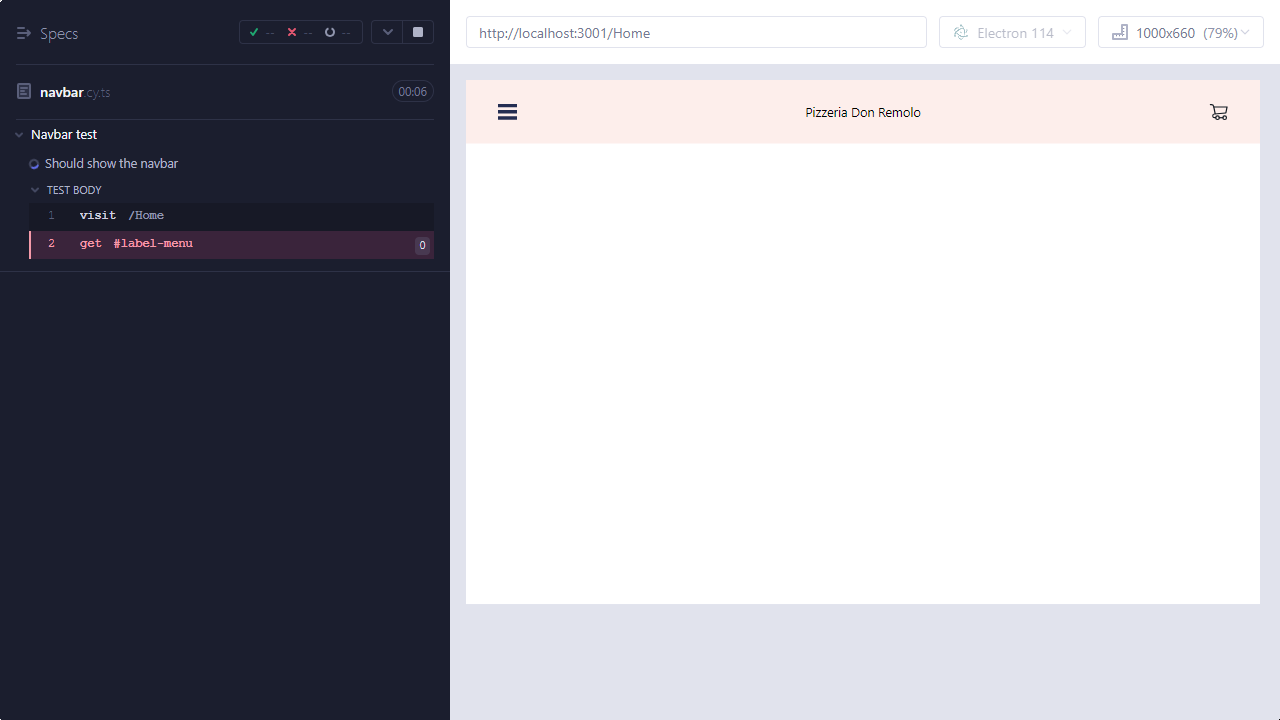 Specs
-- -- --
navbar.cy.ts 00:06
Navbar test
Should show the navbar
TEST BODY
1 visit /Home
2 get #label-menu 0
http://localhost:3001/Home
Electron 114
1000x660 (79%)
Pizzeria Don Remolo